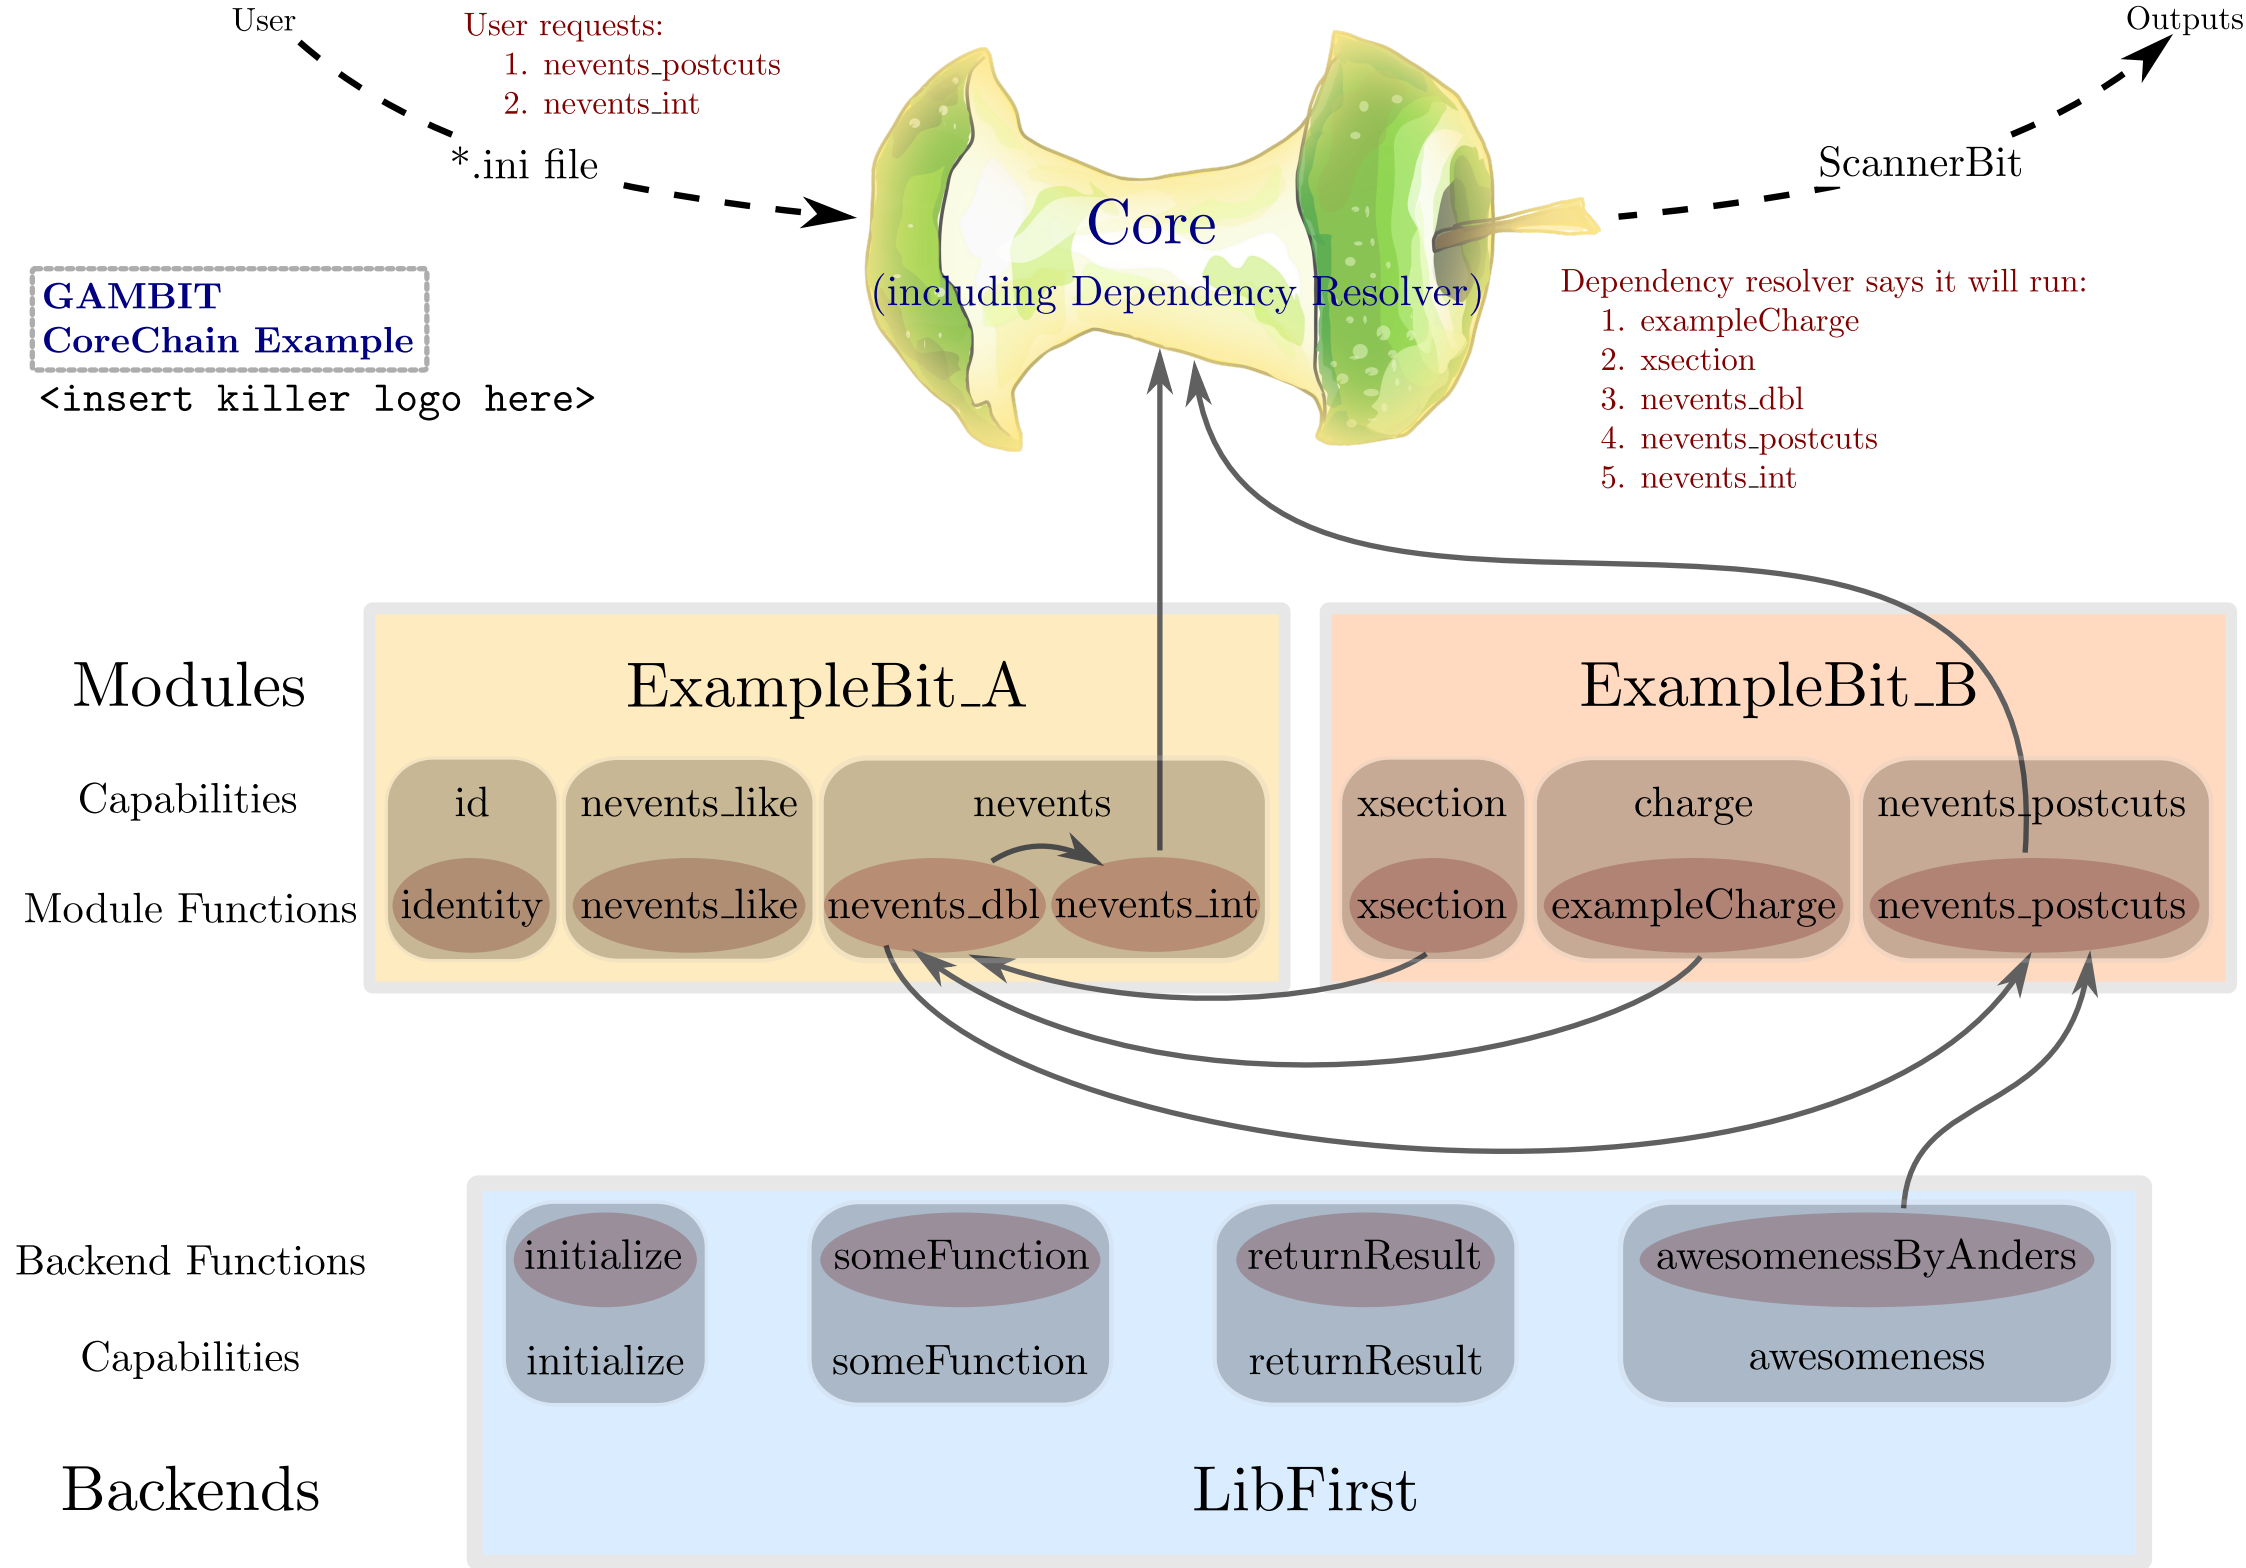 User
User requests:
1. nevents_postcuts
2. nevents_int
*.ini file
Outputs
ScannerBit
Core
(including Dependency Resolver)
GAMBIT
CoreChain Example
<insert killer logo here>
Dependency resolver says it will run:
1. exampleCharge
2. xsection
3. nevents_dbl
4. nevents_postcuts
5. nevents_int
Modules
ExampleBit_A
ExampleBit_B
Capabilities
id
nevents_like
nevents
xsection
charge
nevents_postcuts
Module Functions
identity
nevents_like
nevents_dbl
nevents_int
xsection
exampleCharge
nevents_postcuts
Backend Functions
initialize
someFunction
returnResult
awesomenessByAnders
Capabilities
initialize
someFunction
returnResult
awesomeness
Backends
LibFirst